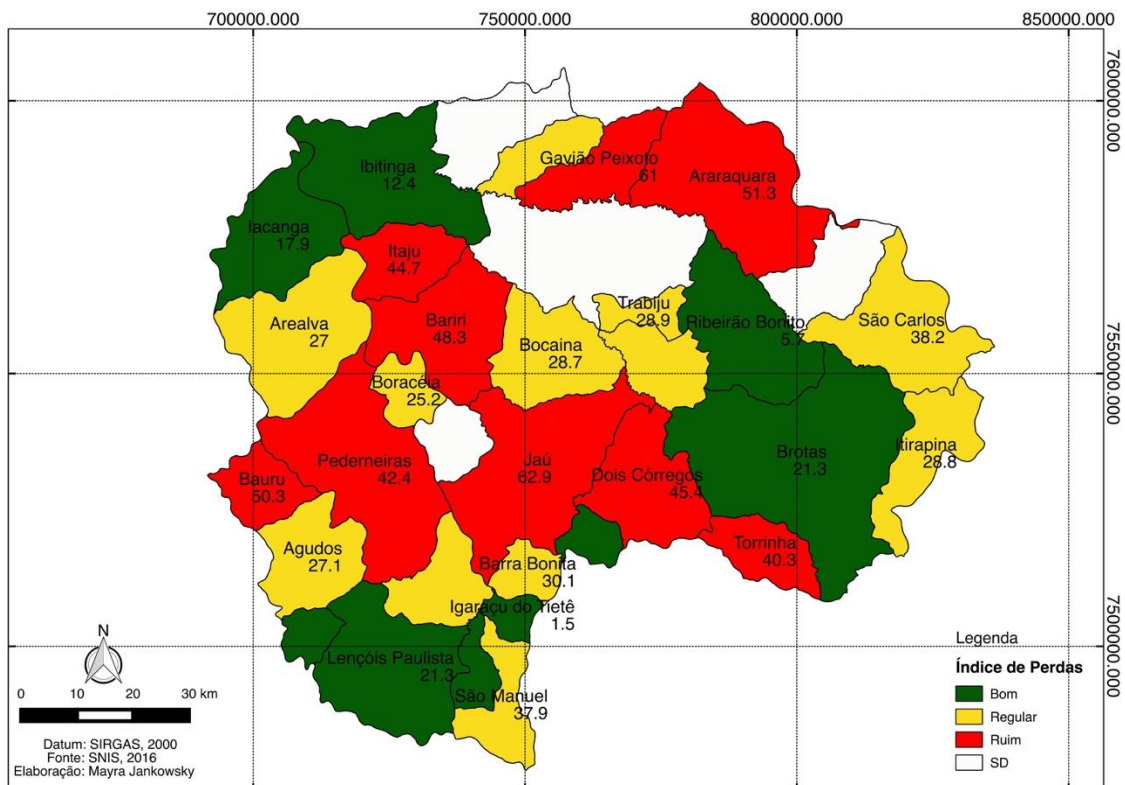 700000.000
750000.000
800000.000
850000.000
7600000.000
Gavião Peixoto
61
Ibitinga
12.4
Araraquara
51.3
Iacanga
17.9
Itaju
44.7
Trabiju
28.9
Ribeirão Bonito
5.7
São Carlos
38.2
Arealva
27
Bariri
48.3
Bocaina
28.7
7550000.000
Boracéia
25.2
Itirapina
28.8
Brotas
21.3
Pederneiras
42.4
Jaú
62.9
Dois Córregos
45.4
Bauru
50.3
Agudos
27.1
Torrinha
40.3
Barra Bonita
30.1
Igaraçu do Tietê
1.5
7500000.000
Lençóis Paulista
21.3
São Manuel
37.9
N
0 10 20 30 km
Datum: SIRGAS, 2000
Fonte: SNIS, 2016
Elaboração: Mayra Jankowsky
Legenda
Índice de Perdas
Bom
Regular
Ruim
SD